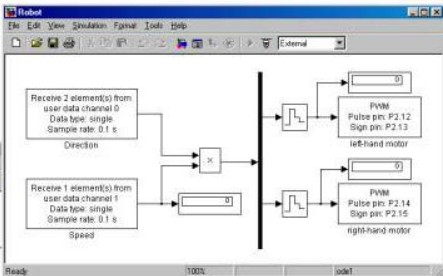 Robot
File Edit View Simulation Format Tools Help
External
Receive 2 element(s) from
user data channel 0
Data type: single
Sample rate: 0.1 s
Direction
Receive 1 element(s) from
user data channel 1
Data type: single
Sample rate: 0.1 s
Speed
×
0
0
PWM
Pulse pin: P2.12
Sign pin: P2.13
left-hand motor
0
PWM
Pulse pin: P2.14
Sign pin: P2.15
right-hand motor
Ready 100% ode1